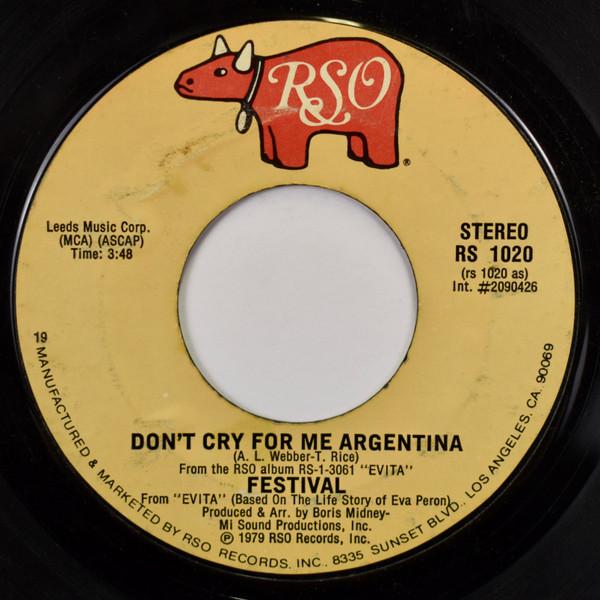 RSO
®
Leeds Music Corp.
(MCA) (ASCAP)
Time: 3:48
STEREO
RS 1020
(rs 1020 as)
Int. #2090426
19
DON'T CRY FOR ME ARGENTINA
(A. L. Webber-T. Rice)
From the RSO album RS-1-3061 "EVITA"
FESTIVAL
From "EVITA" (Based On The Life Story of Eva Peron)
Produced & Arr. by Boris Midney-
Mi Sound Productions, Inc.
℗ 1979 RSO Records, Inc.
MANUFACTURED & MARKETED BY RSO RECORDS, INC. 8335 SUNSET BLVD., LOS ANGELES, CA. 90069